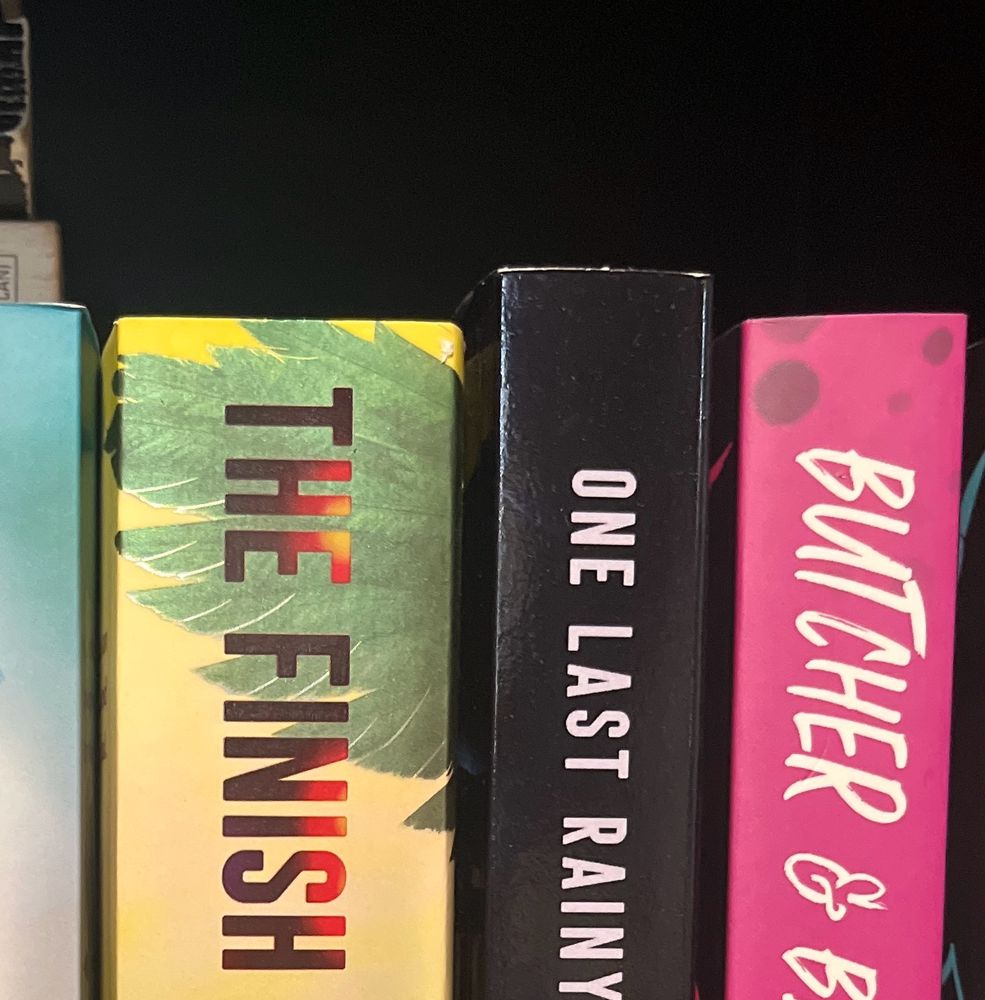 THE FINISH
ONE LAST RAINY
BUTCHER & B